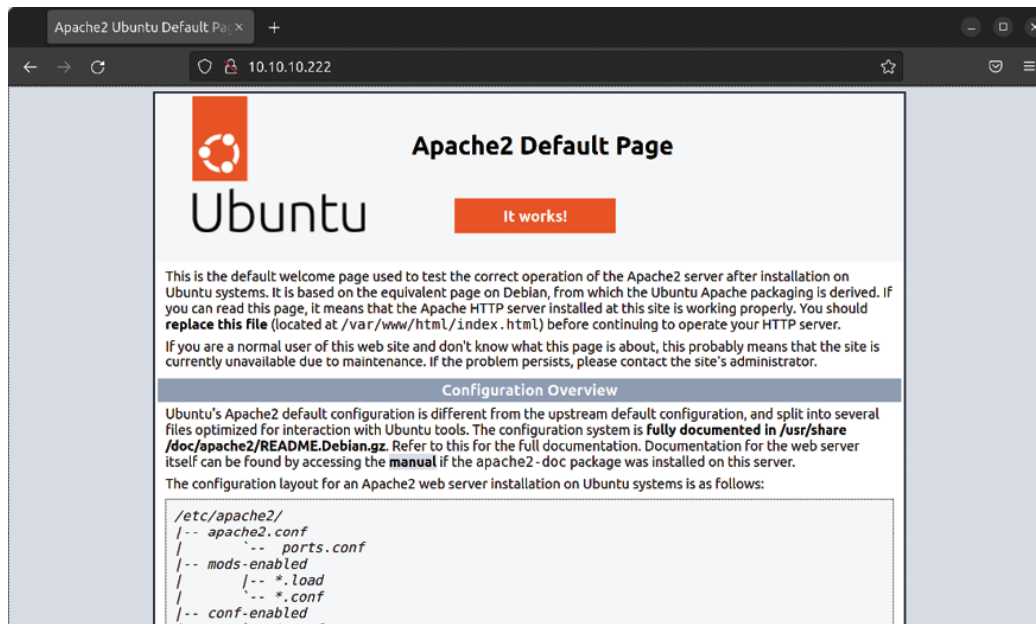 Apache2 Ubuntu Default Pag
10.10.10.222
Apache2 Default Page
Ubuntu
It works!
This is the default welcome page used to test the correct operation of the Apache2 server after installation on
Ubuntu systems. It is based on the equivalent page on Debian, from which the Ubuntu Apache packaging is derived. If
you can read this page, it means that the Apache HTTP server installed at this site is working properly. You should
replace this file (located at /var/www/html/index.html) before continuing to operate your HTTP server.
If you are a normal user of this web site and don't know what this page is about, this probably means that the site is
currently unavailable due to maintenance. If the problem persists, please contact the site's administrator.
Configuration Overview
Ubuntu's Apache2 default configuration is different from the upstream default configuration, and split into several
files optimized for interaction with Ubuntu tools. The configuration system is fully documented in /usr/share
/doc/apache2/README.Debian.gz. Refer to this for the full documentation. Documentation for the web server
itself can be found by accessing the manual if the apache2-doc package was installed on this server.
The configuration layout for an Apache2 web server installation on Ubuntu systems is as follows:
/etc/apache2/
|-- apache2.conf
|       `--  ports.conf
|-- mods-enabled
|       |-- *.load
|       `-- *.conf
|-- conf-enabled